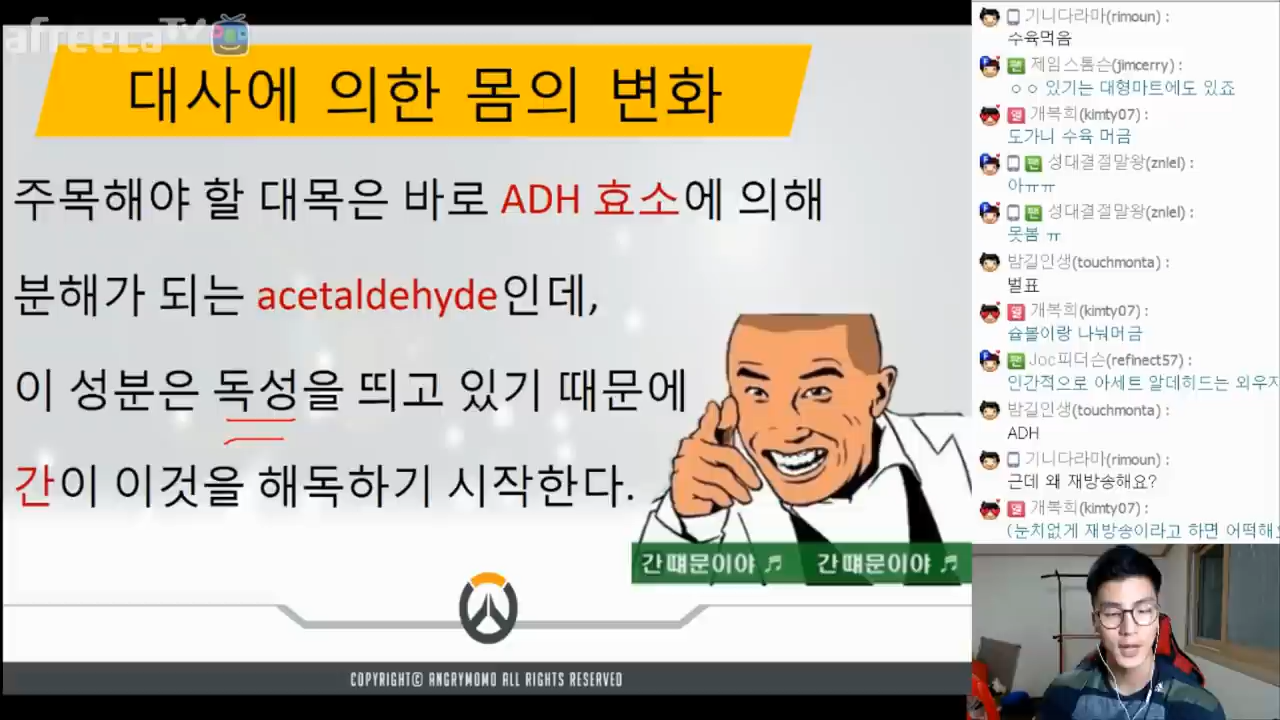 afreecaTV
대사에 의한 몸의 변화
주목해야 할 대목은 바로 ADH 효소에 의해
분해가 되는 acetaldehyde인데,
이 성분은 독성을 띄고 있기 때문에
간이 이것을 해독하기 시작한다.
간 떄문이야 ♬ 간 떄문이야 ♬
COPYRIGHT© ANGRYMOMO ALL RIGHTS RESERVED
기니다라마(rimoun) :
수육먹음
팬 제임스톰슨(jimcerry) :
ㅇㅇ 있기는 대형마트에도 있죠
열 개복희(kimty07) :
도가니 수육 머금
팬 성대결절말왕(znlel) :
아ㅠㅠ
팬 성대결절말왕(znlel) :
못봄 ㅠ
밤길인생(touchmonta) :
벌표
열 개복희(kimty07) :
슙볼이랑 나눠머금
팬 Joc피더슨(refinect57) :
인간적으로 아세트 알데히드는 외우자
밤길인생(touchmonta) :
ADH
기니다라마(rimoun) :
근데 왜 재방송해요?
열 개복희(kimty07) :
(눈치없게 재방송이라고 하면 어떡해